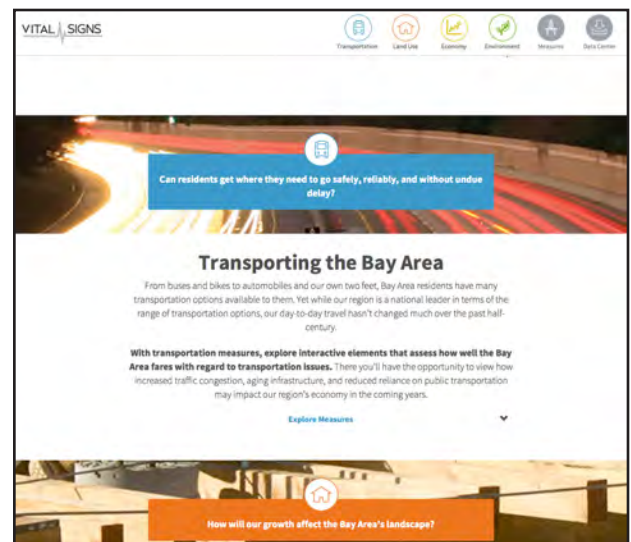 VITAL SIGNS
Transportation Land Use Economy Environment Measures Data Center
Can residents get where they need to go safely, reliably, and without undue
delay?
Transporting the Bay Area
From buses and bikes to automobiles and our own two feet, Bay Area residents have many
transportation options available to them. Yet while our region is a national leader in terms of the
range of transportation options, our day-to-day travel hasn't changed much over the past half-
century.
With transportation measures, explore interactive elements that assess how well the Bay
Area fares with regard to transportation issues. There you'll have the opportunity to view how
increased traffic congestion, aging infrastructure, and reduced reliance on public transportation
may impact our region's economy in the coming years.
Explore Measures
How will our growth affect the Bay Area's landscape?